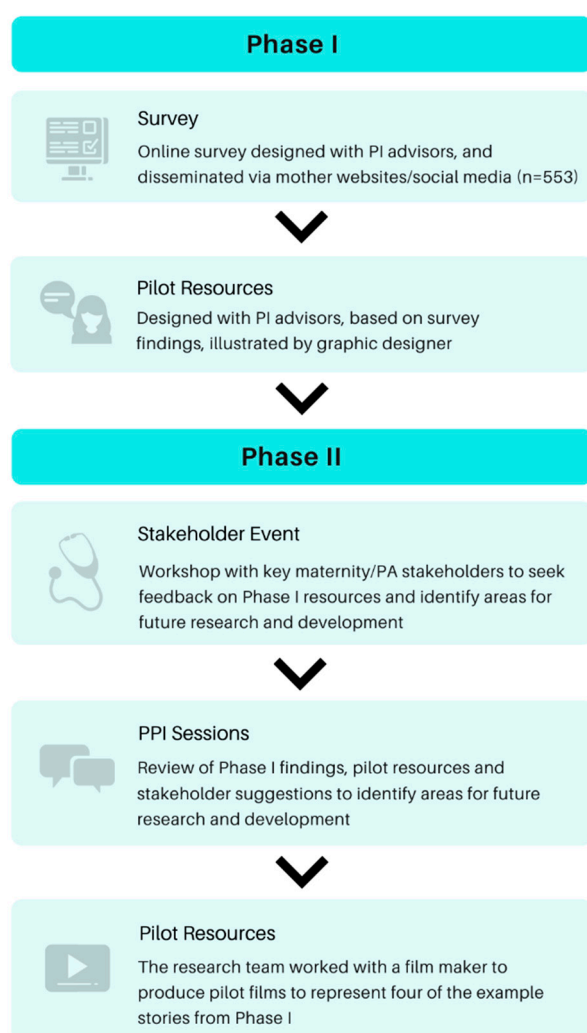 Phase I
Survey
Online survey designed with PI advisors, and
disseminated via mother websites/social media (n=553)
Pilot Resources
Designed with PI advisors, based on survey
findings, illustrated by graphic designer
Phase II
Stakeholder Event
Workshop with key maternity/PA stakeholders to seek
feedback on Phase I resources and identify areas for
future research and development
PPI Sessions
Review of Phase I findings, pilot resources and
stakeholder suggestions to identify areas for future
research and development
Pilot Resources
The research team worked with a film maker to
produce pilot films to represent four of the example
stories from Phase I